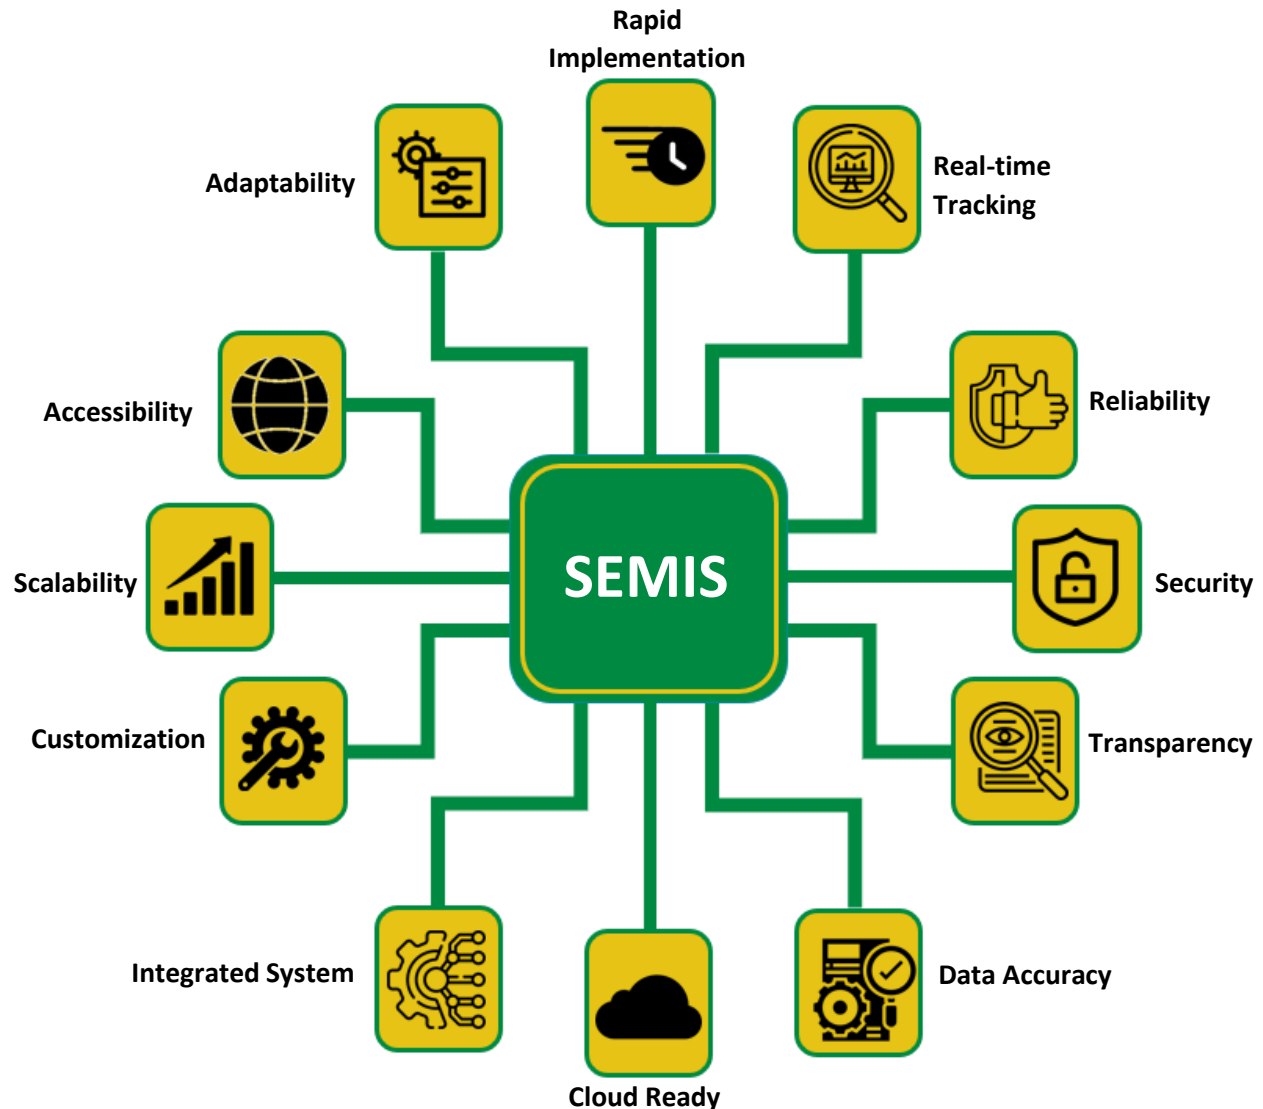 Rapid
Implementation
Adaptability
Real-time
Tracking
Accessibility
Reliability
SEMIS
Scalability
Security
Customization
Transparency
Integrated System
Data Accuracy
Cloud Ready